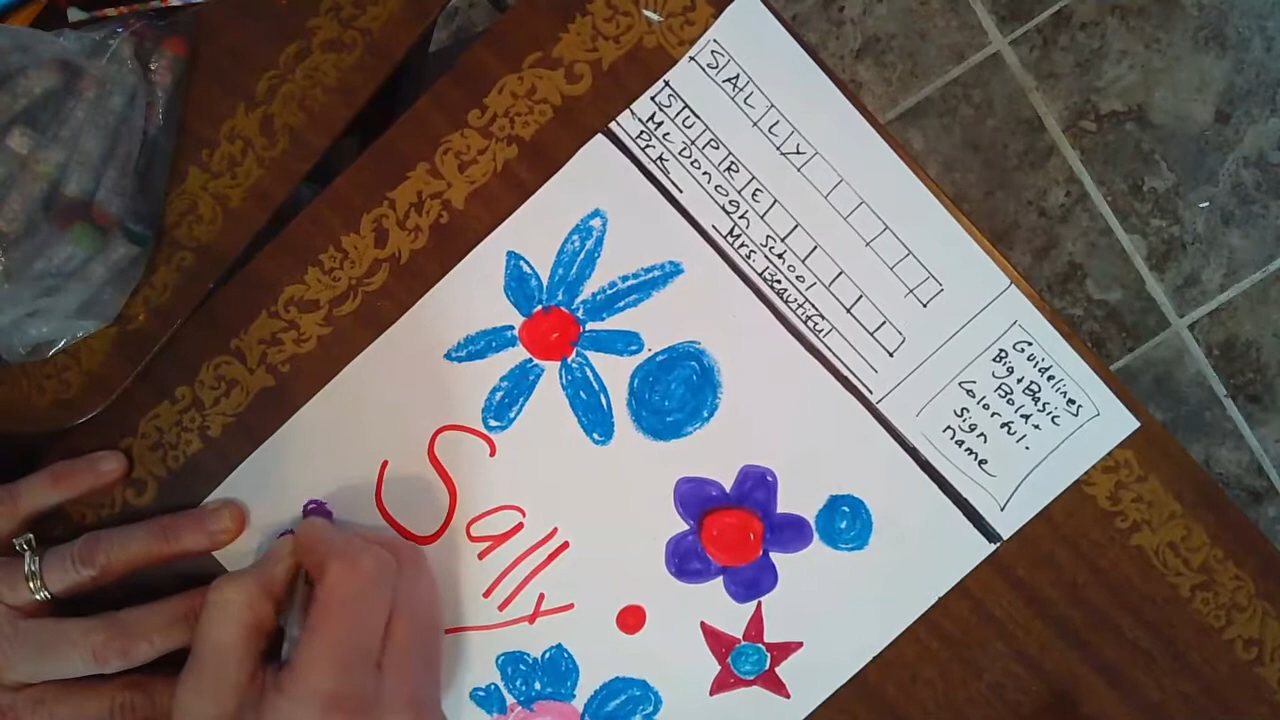 SALLY
SUPRE
McDonogh School
PrK
Mrs. Beautiful
Guidelines
Big + Basic
Bold +
Colorful.
Sign
name
Sally